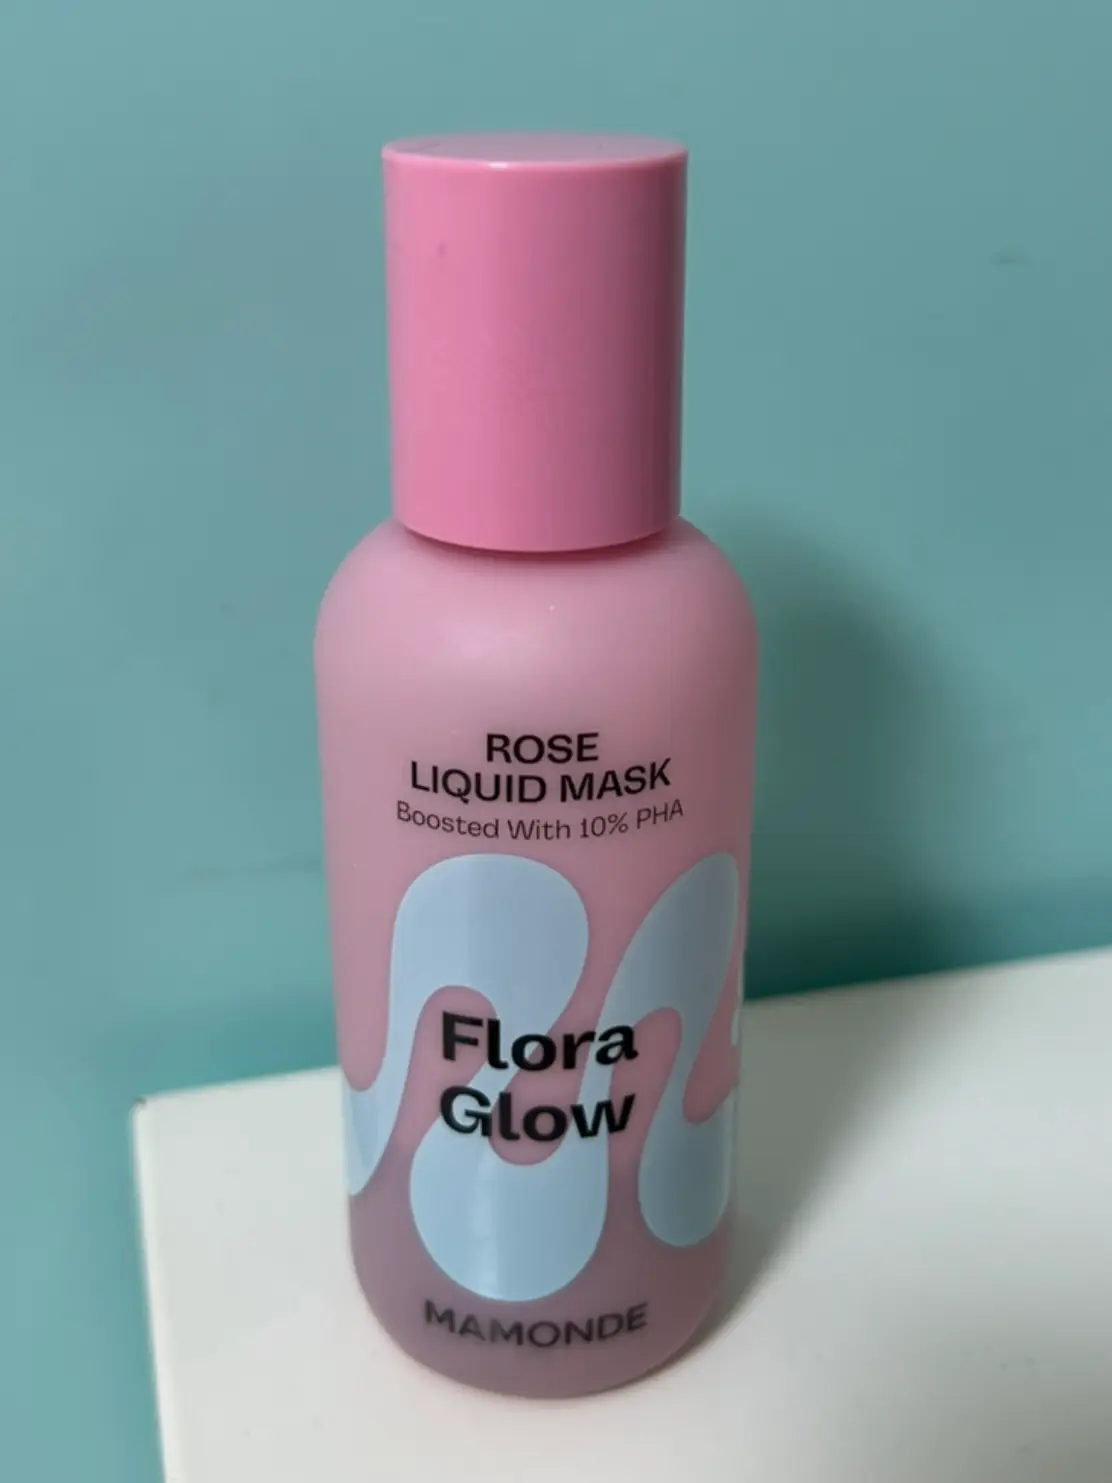 ROSE
LIQUID MASK
Boosted With 10% PHA
Flora
Glow
MAMONDE